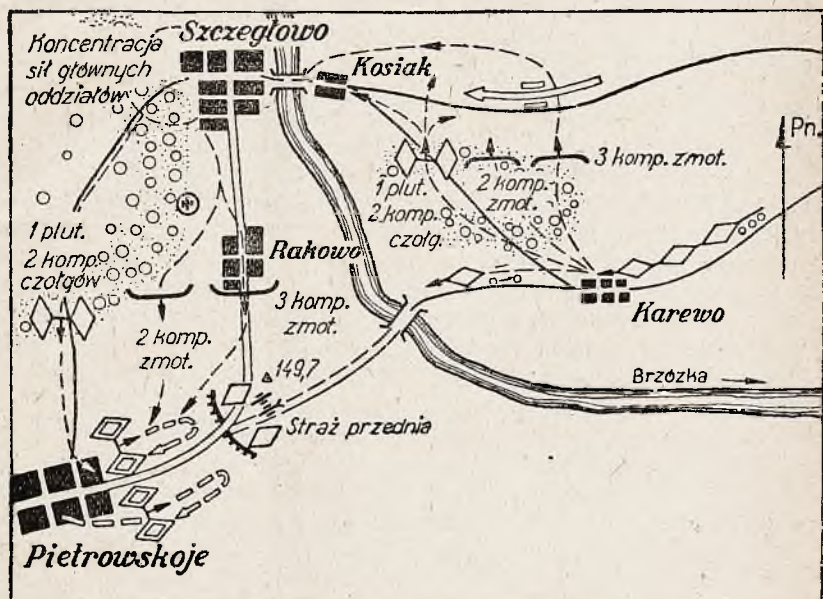 Szczegłowo
Koncentracja
sił głównych
oddziałów
Kosiak
Pn.
3 komp. zmot.
1 plut.
2 komp.
czołg.
2 komp.
zmot.
1 plut.
2 komp.
czołgów
Rakowo
3 komp.
zmot.
2 komp.
zmot.
Karewo
149,7
Brzózka
Straż przednia
Pietrowskoje